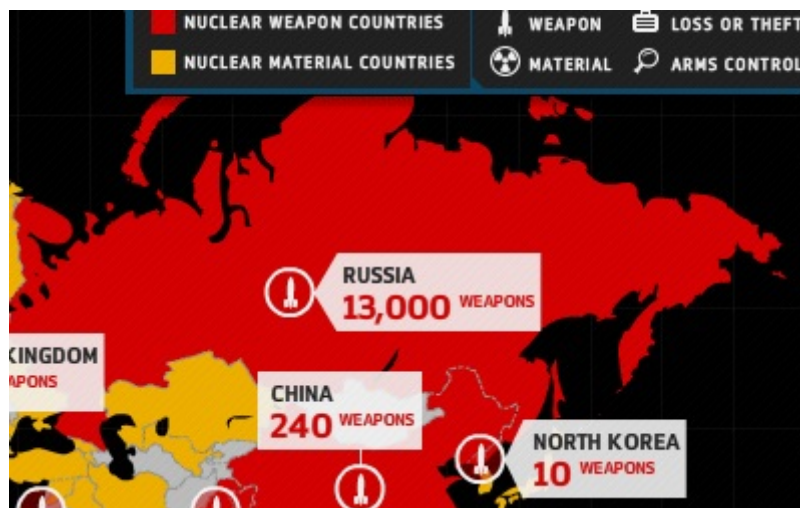 NUCLEAR WEAPON COUNTRIES
NUCLEAR MATERIAL COUNTRIES
WEAPON
LOSS OR THEFT
MATERIAL
ARMS CONTROL
RUSSIA
13,000 WEAPONS
KINGDOM
APONS
CHINA
240 WEAPONS
NORTH KOREA
10 WEAPONS